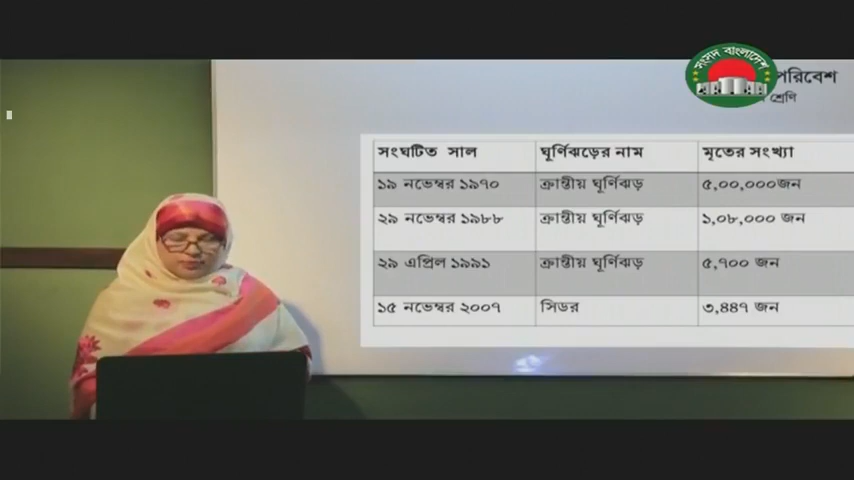 সংসদ বাংলাদেশ
পরিবেশ
শ্রেণি
সংঘটিত সাল ঘূর্ণিঝড়ের নাম মৃতের সংখ্যা
১৯ নভেম্বর ১৯৭০ ক্রান্তীয় ঘূর্ণিঝড় ৫,০০,০০০জন
২৯ নভেম্বর ১৯৮৮ ক্রান্তীয় ঘূর্ণিঝড় ১,০৮,০০০ জন
২৯ এপ্রিল ১৯৯১ ক্রান্তীয় ঘূর্ণিঝড় ৫,৭০০ জন
১৫ নভেম্বর ২০০৭ সিডর ৩,৪৪৭ জন